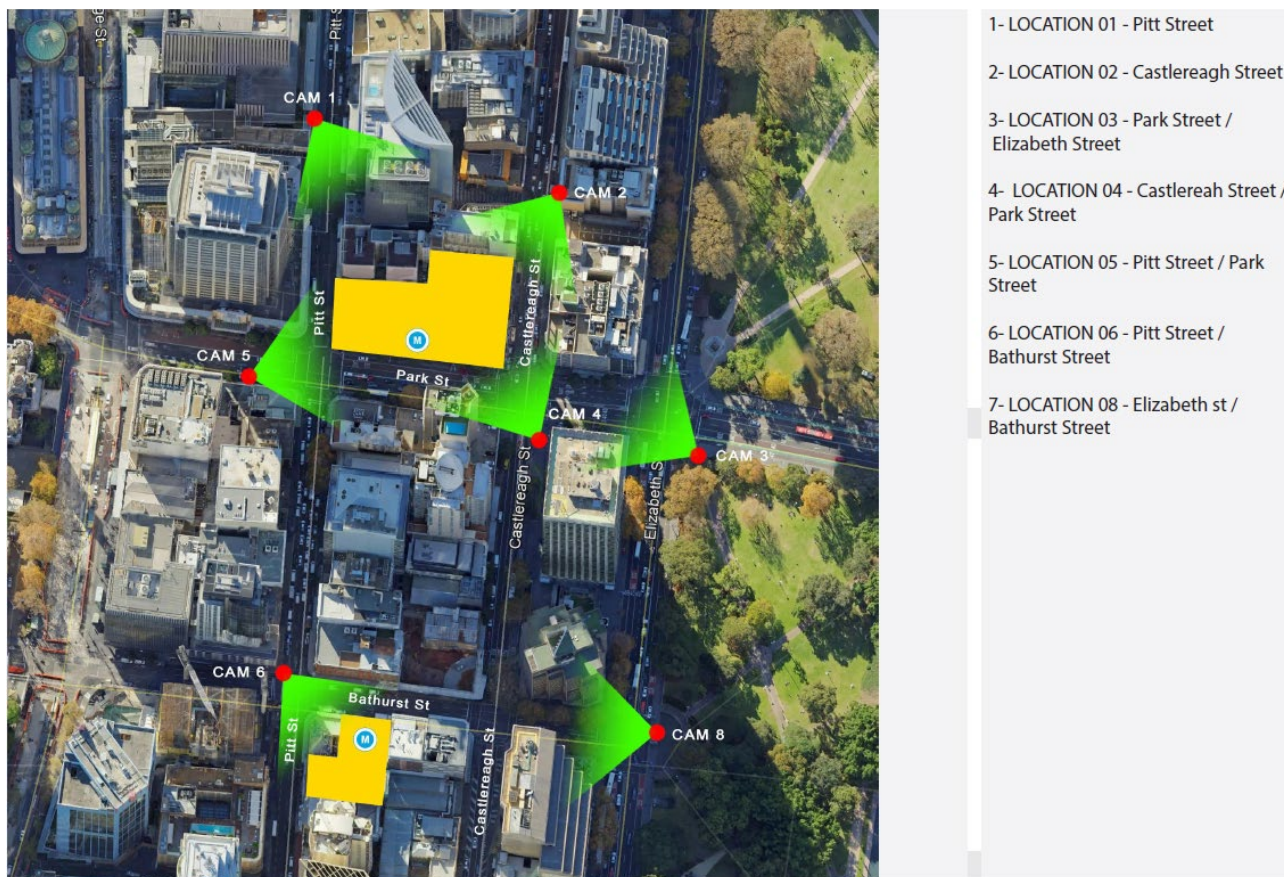 Pitt S
CAM 1
CAM 2
Pitt St
Castlereagh St
M
CAM 5
Park St
CAM 4
CAM 3
Castlereagh St
Elizabeth S
CAM 6
Bathurst St
Pitt St
M
CAM 8
Castlereagh St
1- LOCATION 01 - Pitt Street
2- LOCATION 02 - Castlereagh Street
3- LOCATION 03 - Park Street /
Elizabeth Street
4- LOCATION 04 - Castlereah Street /
Park Street
5- LOCATION 05 - Pitt Street / Park
Street
6- LOCATION 06 - Pitt Street /
Bathurst Street
7- LOCATION 08 - Elizabeth st /
Bathurst Street